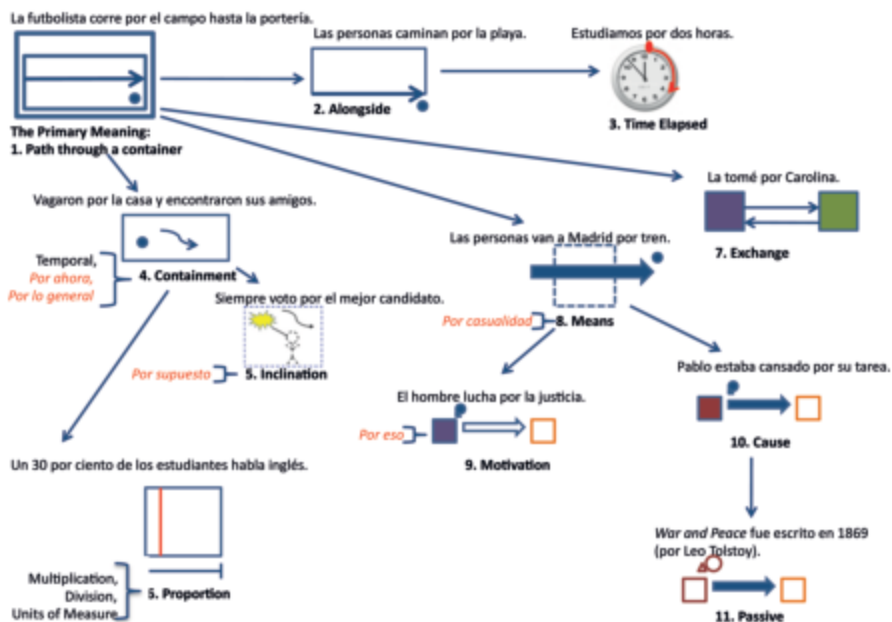 La futbolista corre por el campo hasta la portería.
Las personas caminan por la playa.
Estudiamos por dos horas.
2. Alongside
3. Time Elapsed
The Primary Meaning:
1. Path through a container
La tomé por Carolina.
7. Exchange
Vagaron por la casa y encontraron sus amigos.
Temporal,
Por ahora,
Por lo general
4. Containment
Las personas van a Madrid por tren.
Por casualidad
8. Means
Siempre voto por el mejor candidato.
Por supuesto
5. Inclination
Pablo estaba cansado por su tarea.
10. Cause
El hombre lucha por la justicia.
Por eso
9. Motivation
Un 30 por ciento de los estudiantes habla inglés.
Multiplication,
Division,
Units of Measure
6. Proportion
War and Peace fue escrito en 1869
(por Leo Tolstoy).
11. Passive